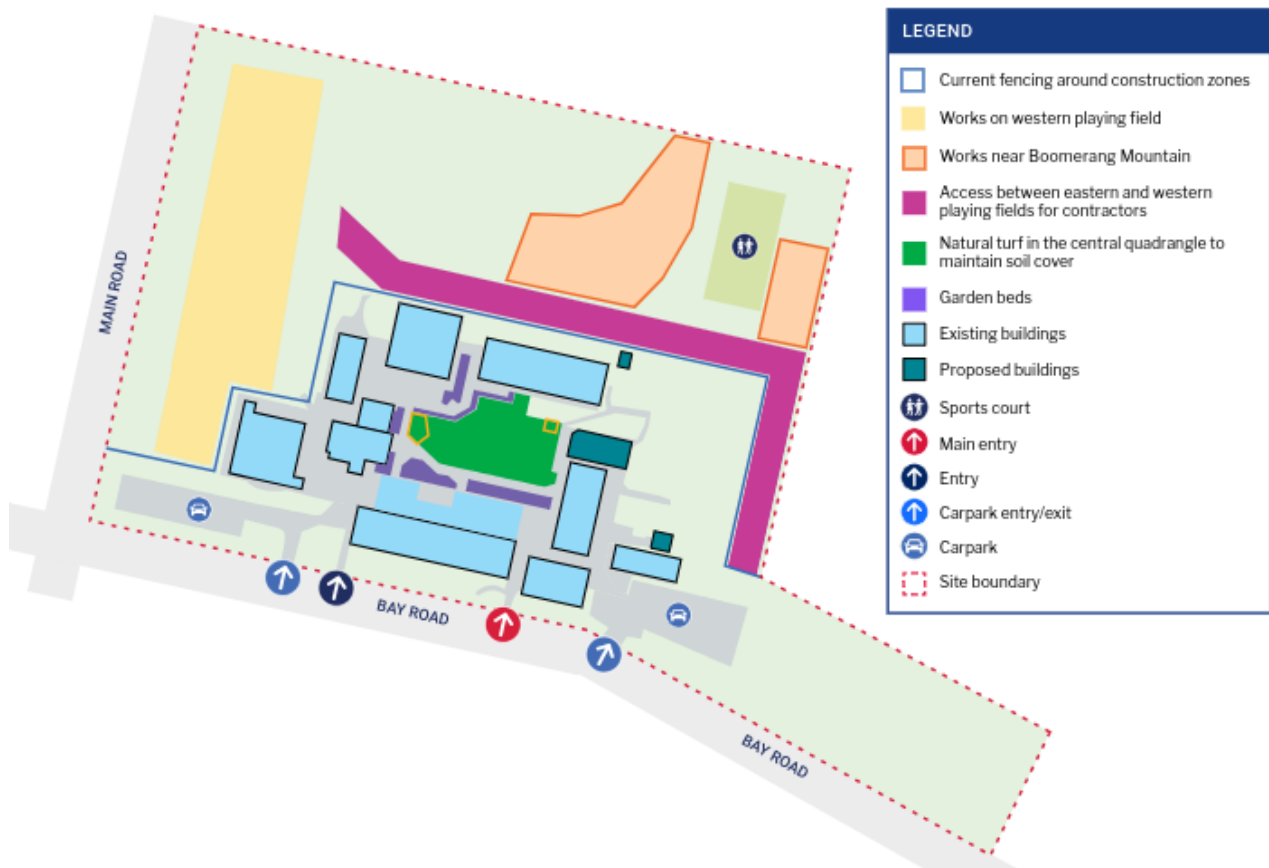 MAIN ROAD
BAY ROAD
BAY ROAD
LEGEND
Current fencing around construction zones
Works on western playing field
Works near Boomerang Mountain
Access between eastern and western
playing fields for contractors
Natural turf in the central quadrangle to
maintain soil cover
Garden beds
Existing buildings
Proposed buildings
Sports court
Main entry
Entry
Carpark entry/exit
Carpark
Site boundary